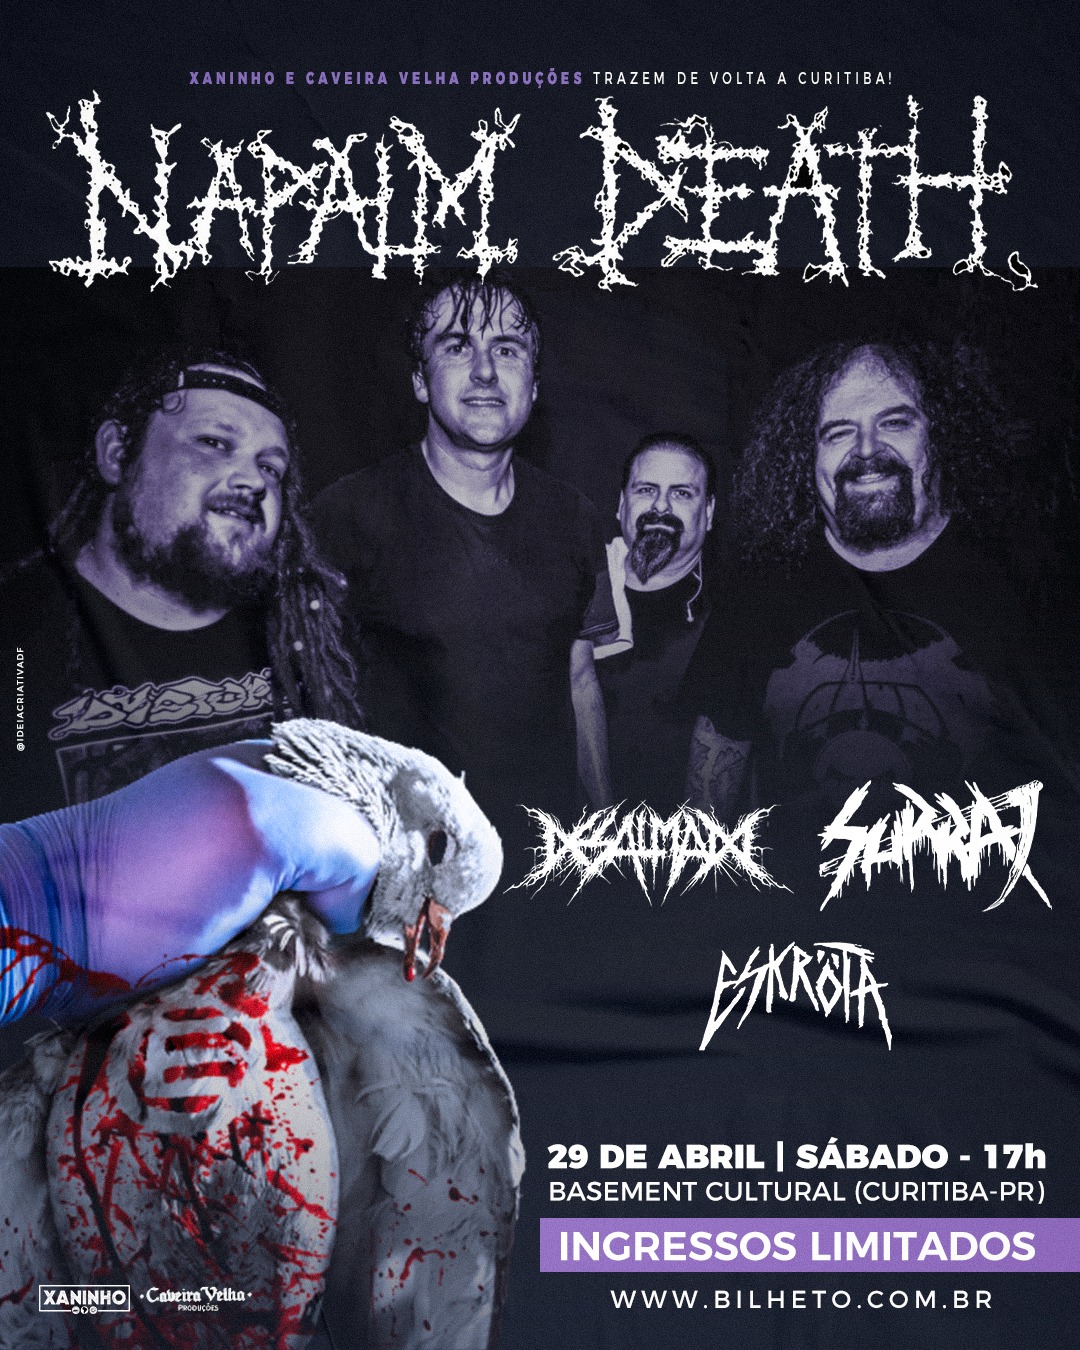 XANINHO E CAVEIRA VELHA PRODUÇÕES TRAZEM DE VOLTA A CURITIBA!
NAPALM DEATH
@IDEIACRIATIVADF
DESALMADO
SURRA
ESKRÖTA
29 DE ABRIL | SÁBADO - 17h
BASEMENT CULTURAL (CURITIBA-PR)
INGRESSOS LIMITADOS
WWW.BILHETO.COM.BR
XANINHO
Caveira Velha
PRODUÇÕES